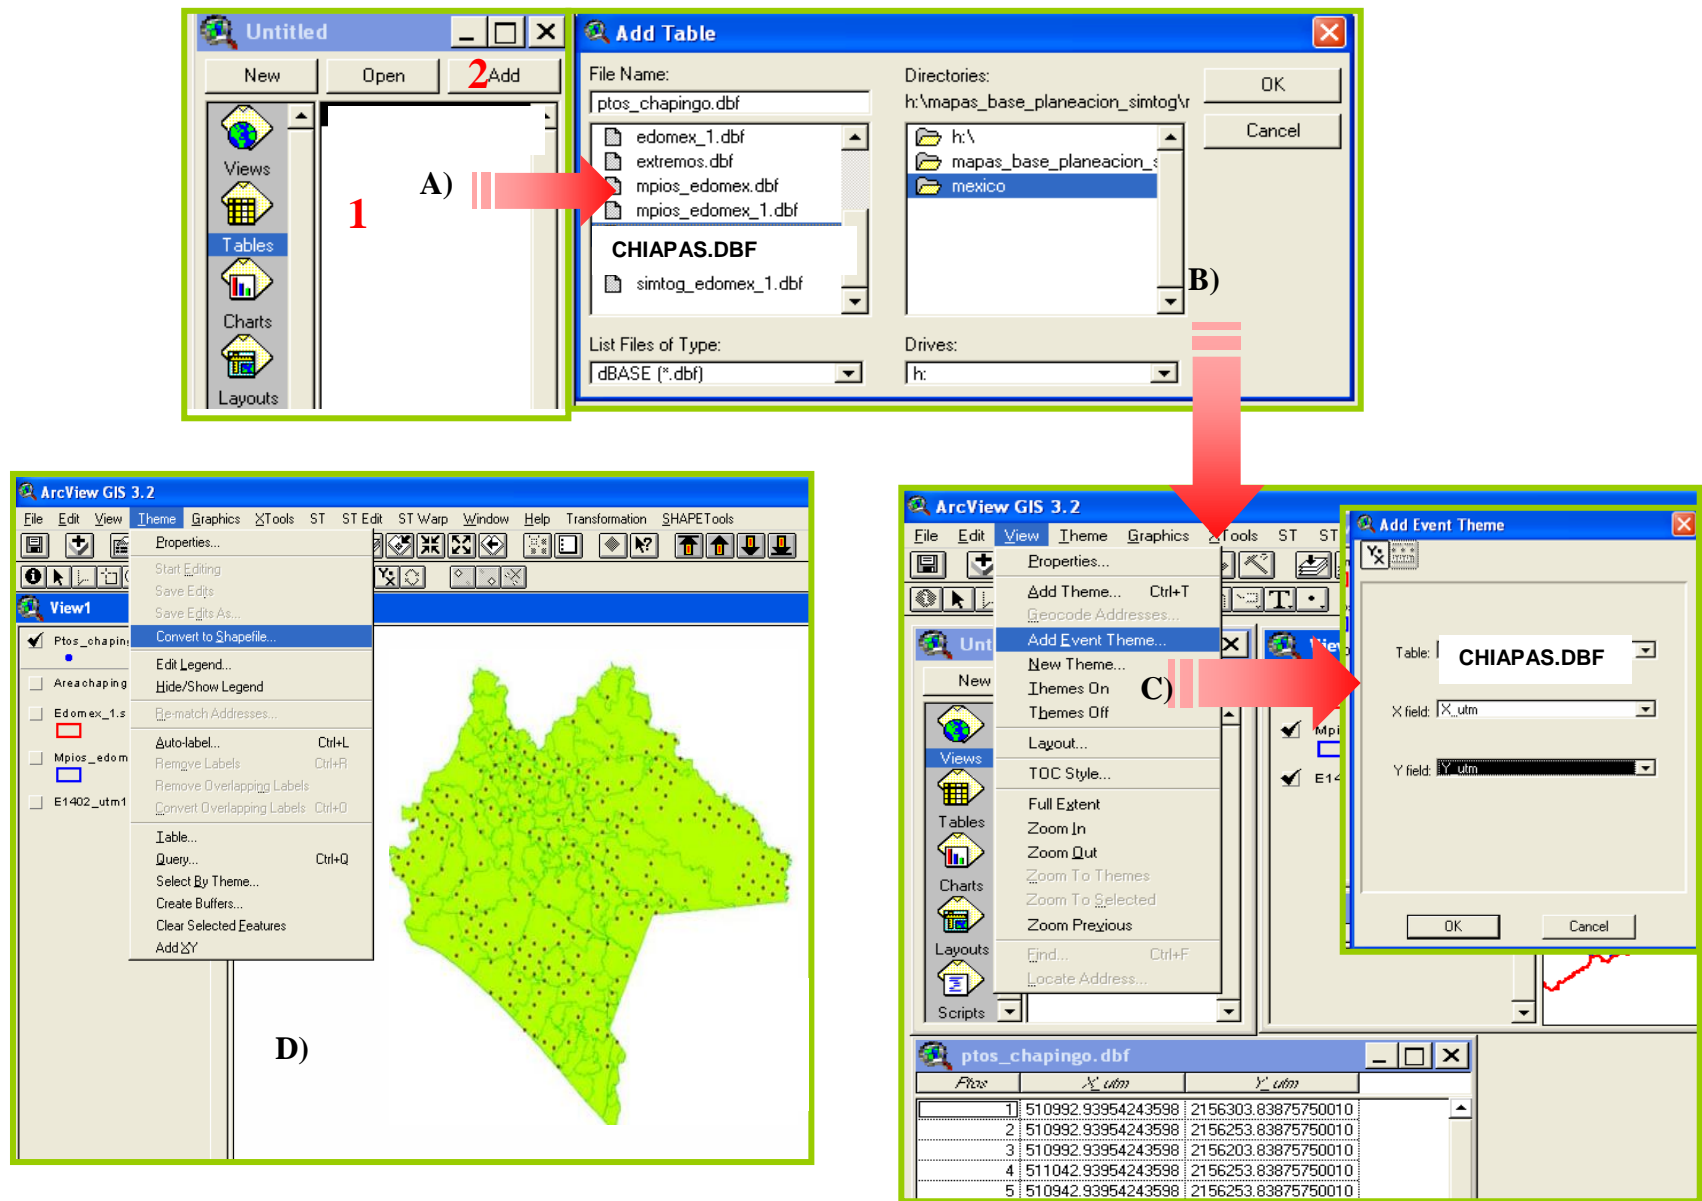 Untitled
New Open 2 Add
Views
Tables
Charts
Layouts
1
A)
Add Table
File Name:
ptos_chapingo.dbf
edomex_1.dbf
extremos.dbf
mpios_edomex.dbf
mpios_edomex_1.dbf
CHIAPAS.DBF
simtog_edomex_1.dbf
List Files of Type:
dBASE (*.dbf)
Directories:
h:\mapas_base_planeacion_simtog\r
h:\
mapas_base_planeacion_s
mexico
Drives:
h:
OK
Cancel
B)
ArcView GIS 3.2
File Edit View Theme Graphics XTools ST ST Edit ST Warp Window Help Transformation SHAPETools
View1
Ptos_chaping
Areachaping
Edomex_1.s
Mpios_edom
E1402_utm1
Properties...
Start Editing
Save Edits
Save Edits As...
Convert to Shapefile...
Edit Legend...
Hide/Show Legend
Re-match Addresses...
Auto-label... Ctrl+L
Remove Labels Ctrl+R
Remove Overlapping Labels
Convert Overlapping Labels Ctrl+O
Table...
Query... Ctrl+Q
Select By Theme...
Create Buffers...
Clear Selected Features
Add XY
D)
ArcView GIS 3.2
File Edit View Theme Graphics XTools ST ST
Properties...
Add Theme... Ctrl+T
Geocode Addresses...
Add Event Theme...
New Theme...
Themes On
Themes Off
Layout...
TOC Style...
Full Extent
Zoom In
Zoom Out
Zoom To Themes
Zoom To Selected
Zoom Previous
Find... Ctrl+F
Locate Address...
Unt
New
Views
Tables
Charts
Layouts
Scripts
C)
View
Mpi
E14
Add Event Theme
Table: CHIAPAS.DBF
X field: X_utm
Y field: Y_utm
OK Cancel
ptos_chapingo.dbf
Ptos X_utm Y_utm
1 510992.93954243598 2156303.83875750010
2 510992.93954243598 2156253.83875750010
3 510992.93954243598 2156203.83875750010
4 511042.93954243598 2156253.83875750010
5 510942.93954243598 2156253.83875750010